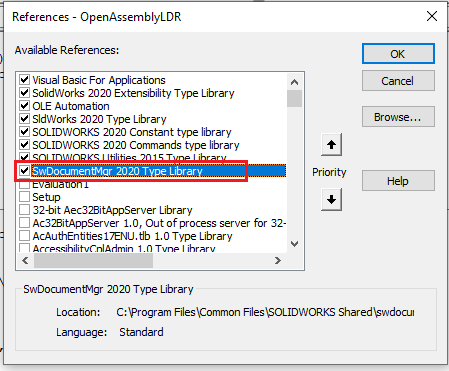 References - OpenAssemblyLDR
Available References:
OK
Visual Basic For Applications
SolidWorks 2020 Extensibility Type Library
OLE Automation
SldWorks 2020 Type Library
SOLIDWORKS 2020 Constant type library
SOLIDWORKS 2020 Commands type library
SOLIDWORKS Utilities 2015 Type Library
SwDocumentMgr 2020 Type Library
Evaluation1
Setup
32-bit Aec32BitAppServer Library
Ac32BitAppServer 1.0, Out of process server for 32-
AcAuthEntities17ENU.tlb 1.0 Type Library
AccessibilityCplAdmin 1.0 Type Library
Cancel
Browse...
Priority
Help
SwDocumentMgr 2020 Type Library
Location: C:\Program Files\Common Files\SOLIDWORKS Shared\swdocur
Language: Standard